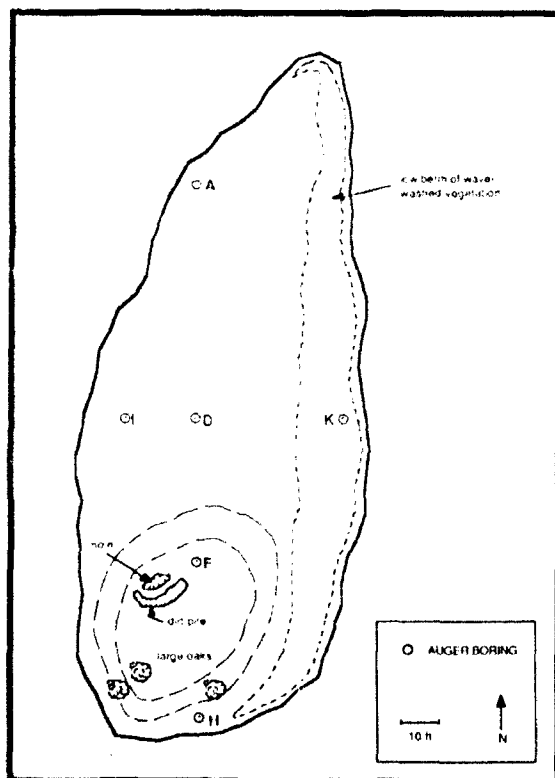 A
low berm of wave-
washed vegetation
I
D
K
F
dirt pile
large oaks
H
AUGER BORING
10 ft
N